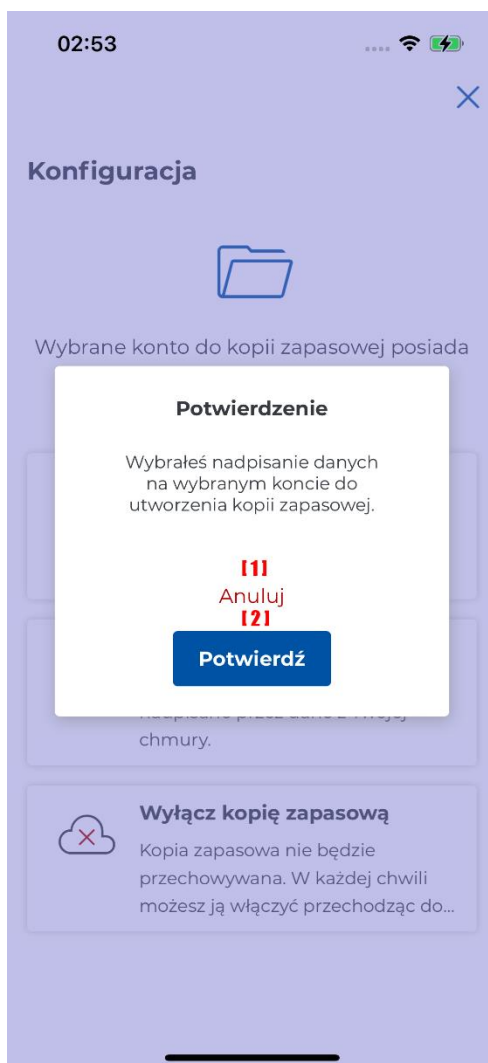 02:53
Konfiguracja
Wybrane konto do kopii zapasowej posiada
Potwierdzenie
Wybrałeś nadpisanie danych
na wybranym koncie do
utworzenia kopii zapasowej.
[1]
Anuluj
[2]
Potwierdź
chmury.
Wyłącz kopię zapasową
Kopia zapasowa nie będzie
przechowywana. W każdej chwili
możesz ją włączyć przechodząc do...